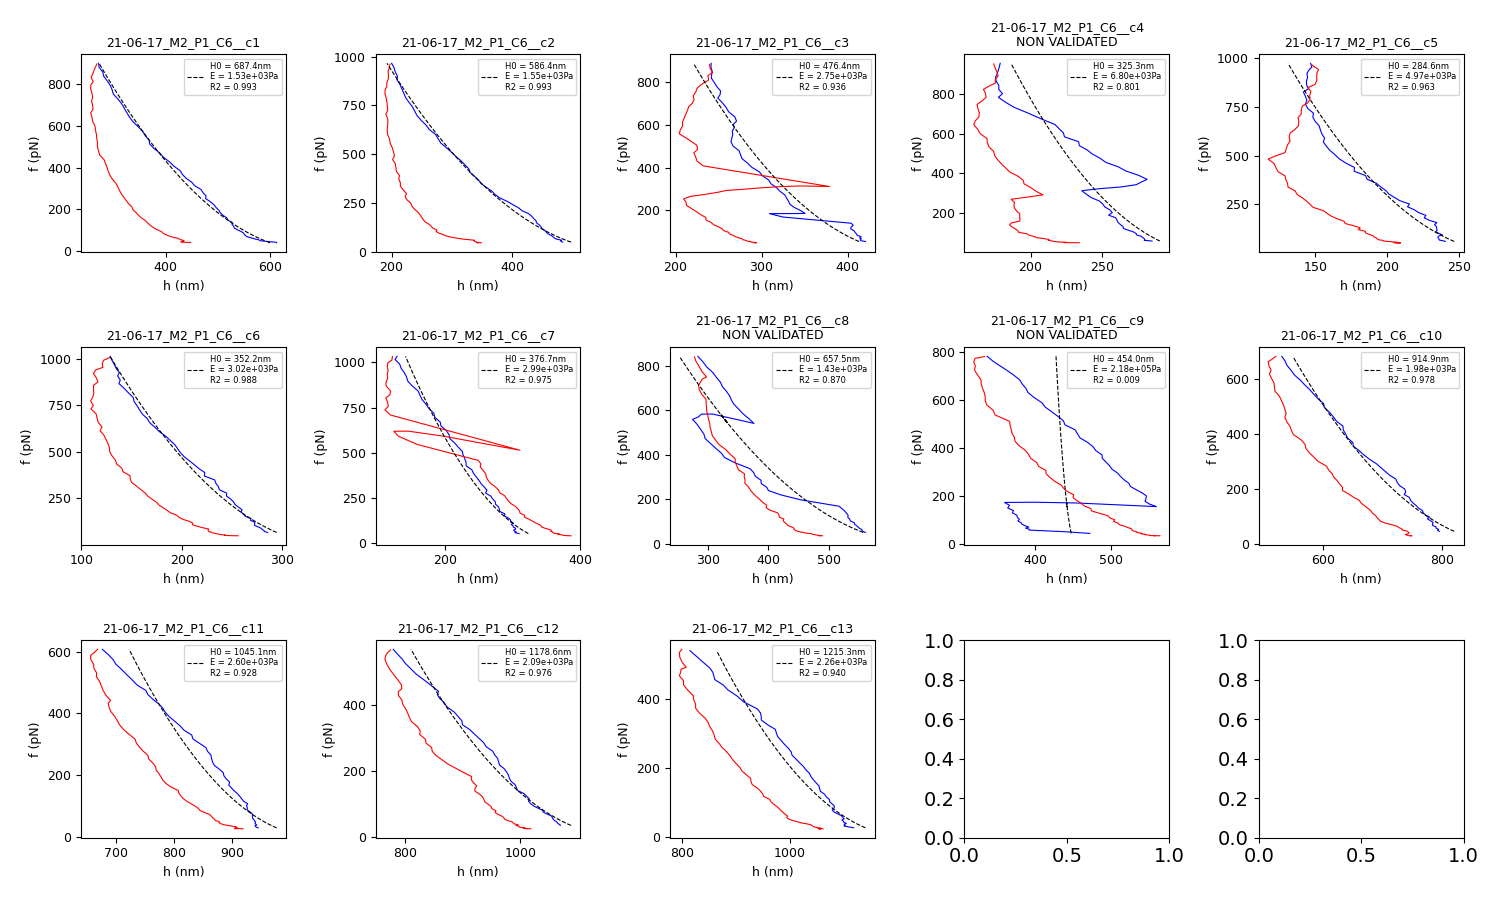 21-06-17_M2_P1_C6__c1
H0 = 687.4nm
E = 1.53e+03Pa
R2 = 0.993
f (pN)
800
600
400
200
0
400
600
h (nm)
21-06-17_M2_P1_C6__c2
H0 = 586.4nm
E = 1.55e+03Pa
R2 = 0.993
f (pN)
1000
750
500
250
0
200
400
h (nm)
21-06-17_M2_P1_C6__c3
H0 = 476.4nm
E = 2.75e+03Pa
R2 = 0.936
f (pN)
800
600
400
200
200
300
400
h (nm)
21-06-17_M2_P1_C6__c4
NON VALIDATED
H0 = 325.3nm
E = 6.80e+03Pa
R2 = 0.801
f (pN)
800
600
400
200
200
250
h (nm)
21-06-17_M2_P1_C6__c5
H0 = 284.6nm
E = 4.97e+03Pa
R2 = 0.963
f (pN)
1000
750
500
250
150
200
250
h (nm)
21-06-17_M2_P1_C6__c6
H0 = 352.2nm
E = 3.02e+03Pa
R2 = 0.988
f (pN)
1000
750
500
250
100
200
300
h (nm)
21-06-17_M2_P1_C6__c7
H0 = 376.7nm
E = 2.99e+03Pa
R2 = 0.975
f (pN)
1000
750
500
250
0
200
400
h (nm)
21-06-17_M2_P1_C6__c8
NON VALIDATED
H0 = 657.5nm
E = 1.43e+03Pa
R2 = 0.870
f (pN)
800
600
400
200
0
300
400
500
h (nm)
21-06-17_M2_P1_C6__c9
NON VALIDATED
H0 = 454.0nm
E = 2.18e+05Pa
R2 = 0.009
f (pN)
800
600
400
200
0
400
500
h (nm)
21-06-17_M2_P1_C6__c10
H0 = 914.9nm
E = 1.98e+03Pa
R2 = 0.978
f (pN)
600
400
200
0
600
800
h (nm)
21-06-17_M2_P1_C6__c11
H0 = 1045.1nm
E = 2.60e+03Pa
R2 = 0.928
f (pN)
600
400
200
0
700
800
900
h (nm)
21-06-17_M2_P1_C6__c12
H0 = 1178.6nm
E = 2.09e+03Pa
R2 = 0.976
f (pN)
400
200
0
800
1000
h (nm)
21-06-17_M2_P1_C6__c13
H0 = 1215.3nm
E = 2.26e+03Pa
R2 = 0.940
f (pN)
400
200
0
800
1000
h (nm)
1.0
0.8
0.6
0.4
0.2
0.0
0.0
0.5
1.0
1.0
0.8
0.6
0.4
0.2
0.0
0.0
0.5
1.0